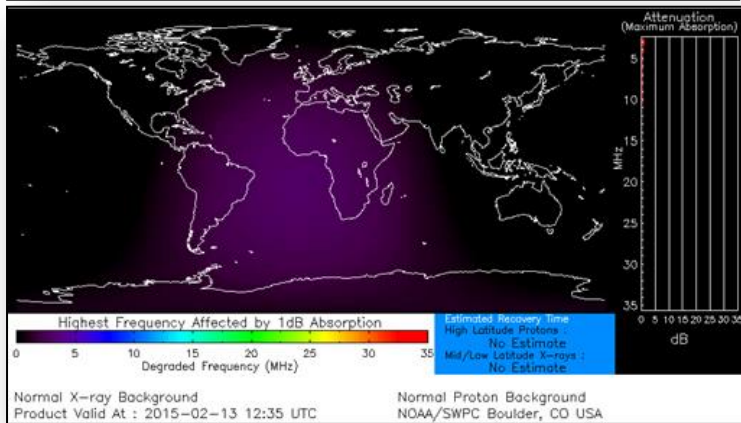 Attenuation
(Maximum Absorption)
5
10
15
20
25
30
35
MHz
0 5 10 15 20 25 30 35
dB
Highest Frequency Affected by 1dB Absorption
0 5 10 15 20 25 30 35
Degraded Frequency (MHz)
Estimated Recovery Time
High Latitude Protons :
No Estimate
Mid/Low Latitude X-rays :
No Estimate
Normal X-ray Background
Normal Proton Background
Product Valid At : 2015-02-13 12:35 UTC
NOAA/SWPC Boulder, CO USA